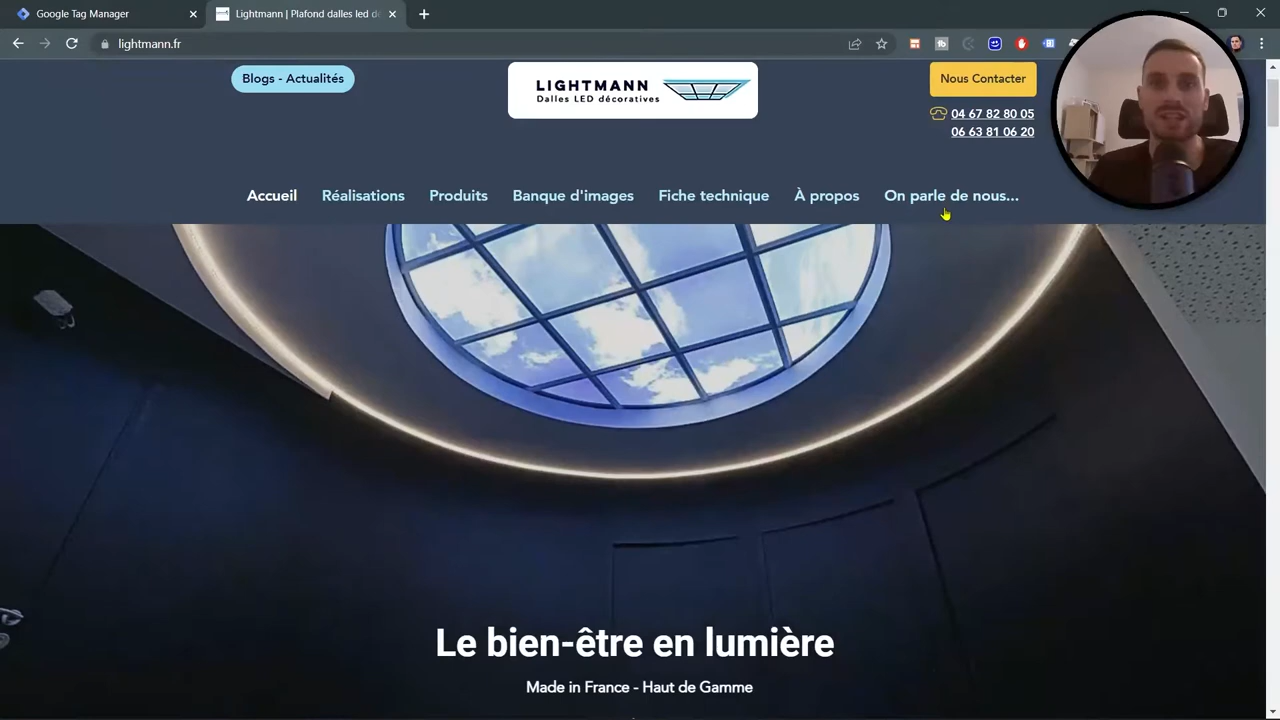 Google Tag Manager
Lightmann | Plafond dalles led d
lightmann.fr
Blogs - Actualités
LIGHTMANN
Dalles LED décoratives
Nous Contacter
04 67 82 80 05
06 63 81 06 20
Accueil Réalisations Produits Banque d'images Fiche technique À propos On parle de nous...
Le bien-être en lumière
Made in France - Haut de Gamme